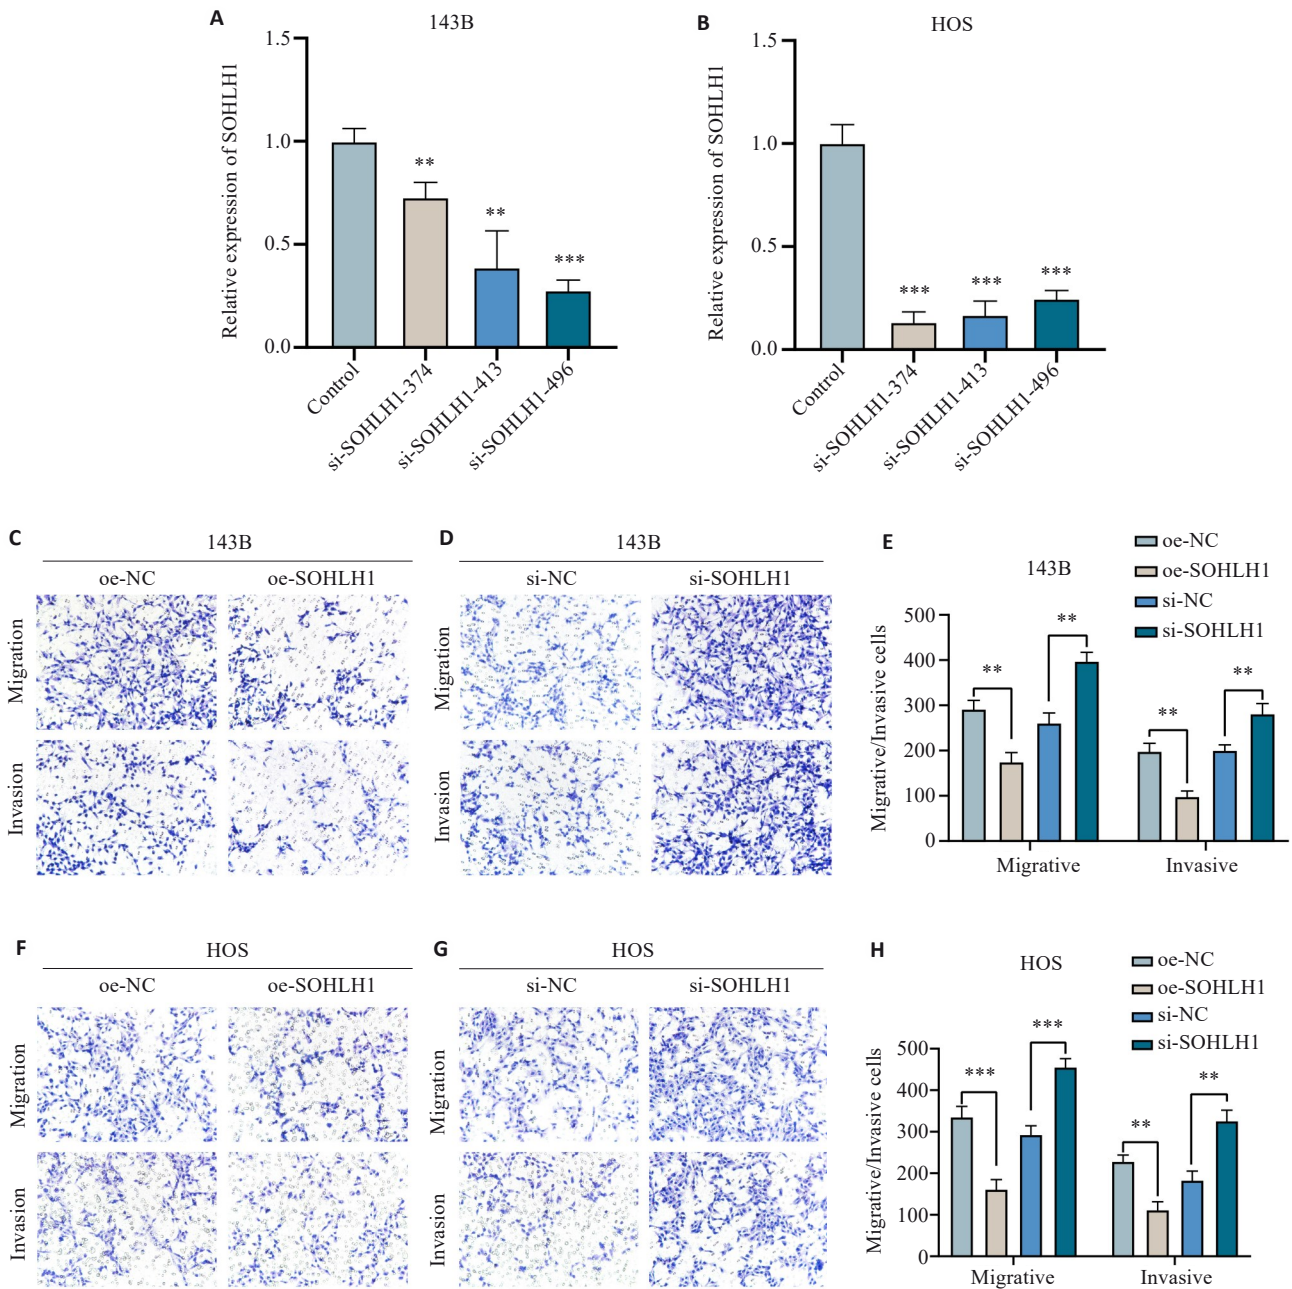 A
143B
Relative expression of SOHLH1
1.5
1.0
0.5
0.0
**
**
***
Control
si-SOHLH1-374
si-SOHLH1-413
si-SOHLH1-496
B
HOS
Relative expression of SOHLH1
1.5
1.0
0.5
0.0
***
***
***
Control
si-SOHLH1-374
si-SOHLH1-413
si-SOHLH1-496
C
143B
oe-NC
oe-SOHLH1
Migration
Invasion
D
143B
si-NC
si-SOHLH1
Migration
Invasion
E
143B
oe-NC
oe-SOHLH1
si-NC
si-SOHLH1
Migrative/Invasive cells
500
400
300
200
100
0
**
**
**
**
Migrative
Invasive
F
HOS
oe-NC
oe-SOHLH1
Migration
Invasion
G
HOS
si-NC
si-SOHLH1
Migration
Invasion
H
HOS
oe-NC
oe-SOHLH1
si-NC
si-SOHLH1
Migrative/Invasive cells
500
400
300
200
100
0
***
***
**
**
Migrative
Invasive